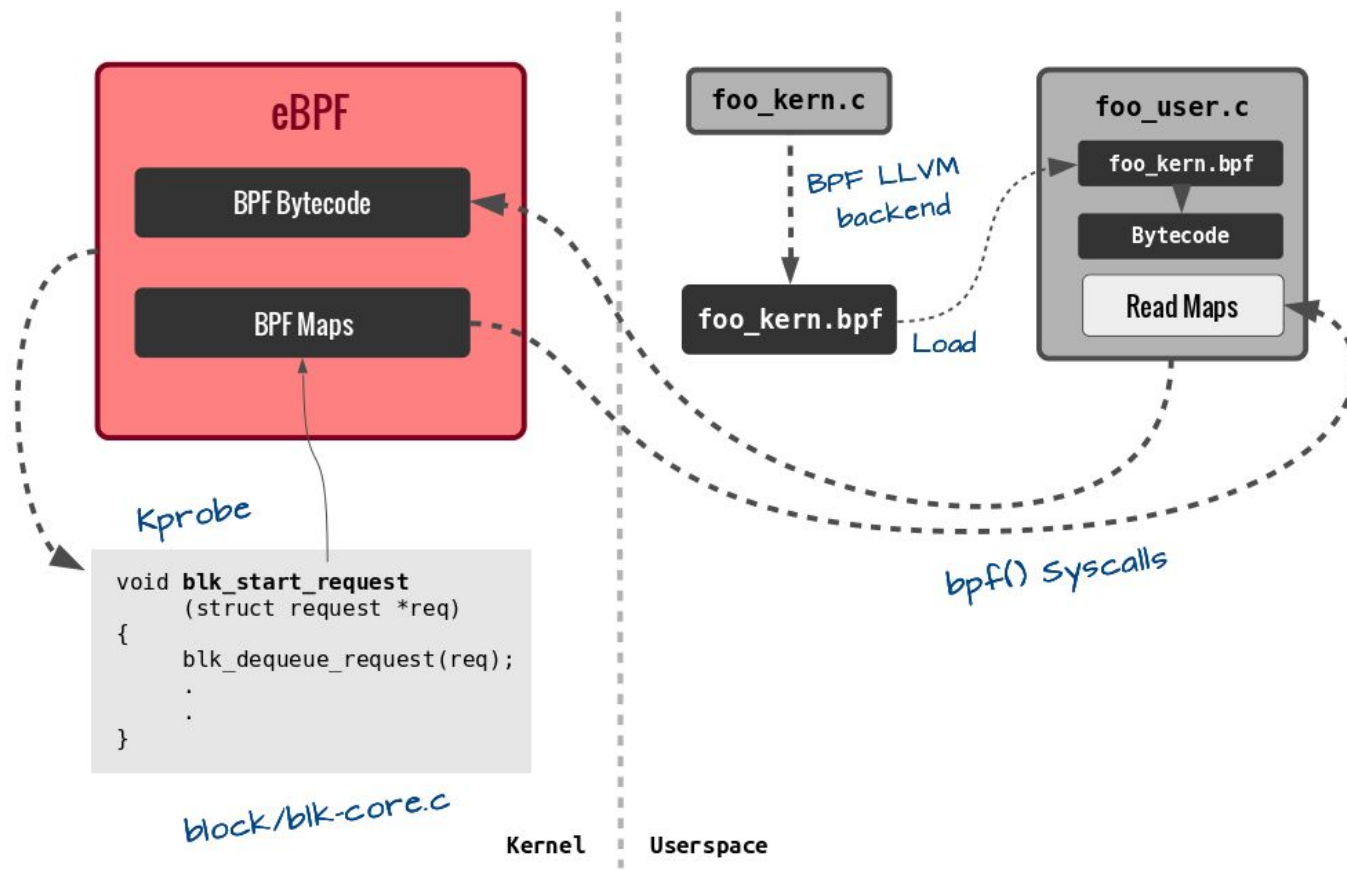 eBPF
BPF Bytecode
BPF Maps
Kprobe
void blk_start_request
(struct request *req)
{
blk_dequeue_request(req);
.
.
}
block/blk-core.c
Kernel
foo_kern.c
BPF LLVM
backend
foo_kern.bpf
Load
foo_user.c
foo_kern.bpf
Bytecode
Read Maps
bpf() Syscalls
Userspace